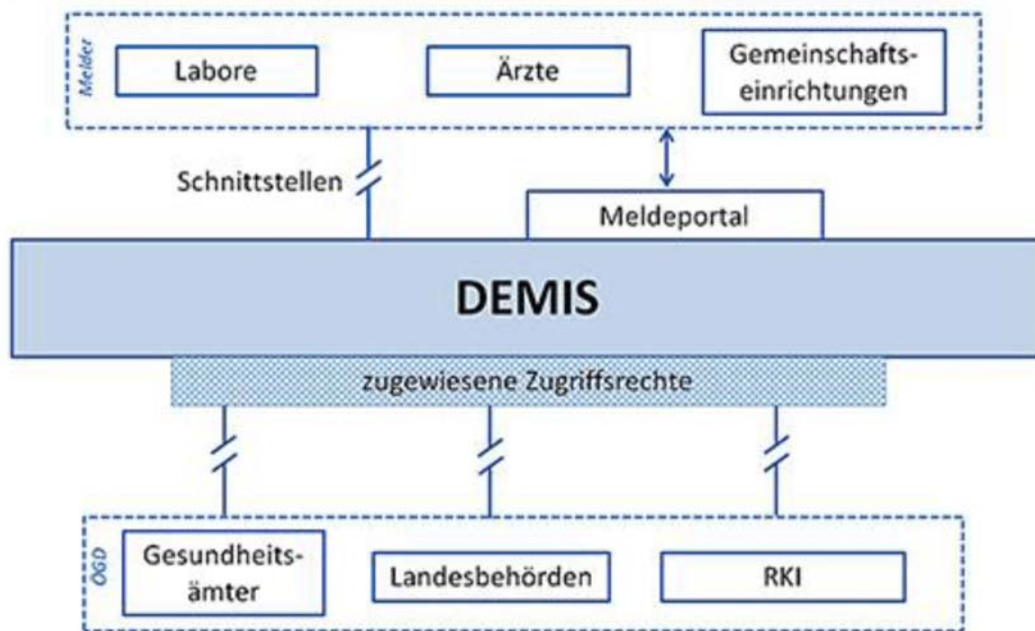 Melder
Labore
Ärzte
Gemeinschafts-
einrichtungen
Schnittstellen
Meldeportal
DEMIS
zugewiesene Zugriffsrechte
ÖGD
Gesundheits-
ämter
Landesbehörden
RKI